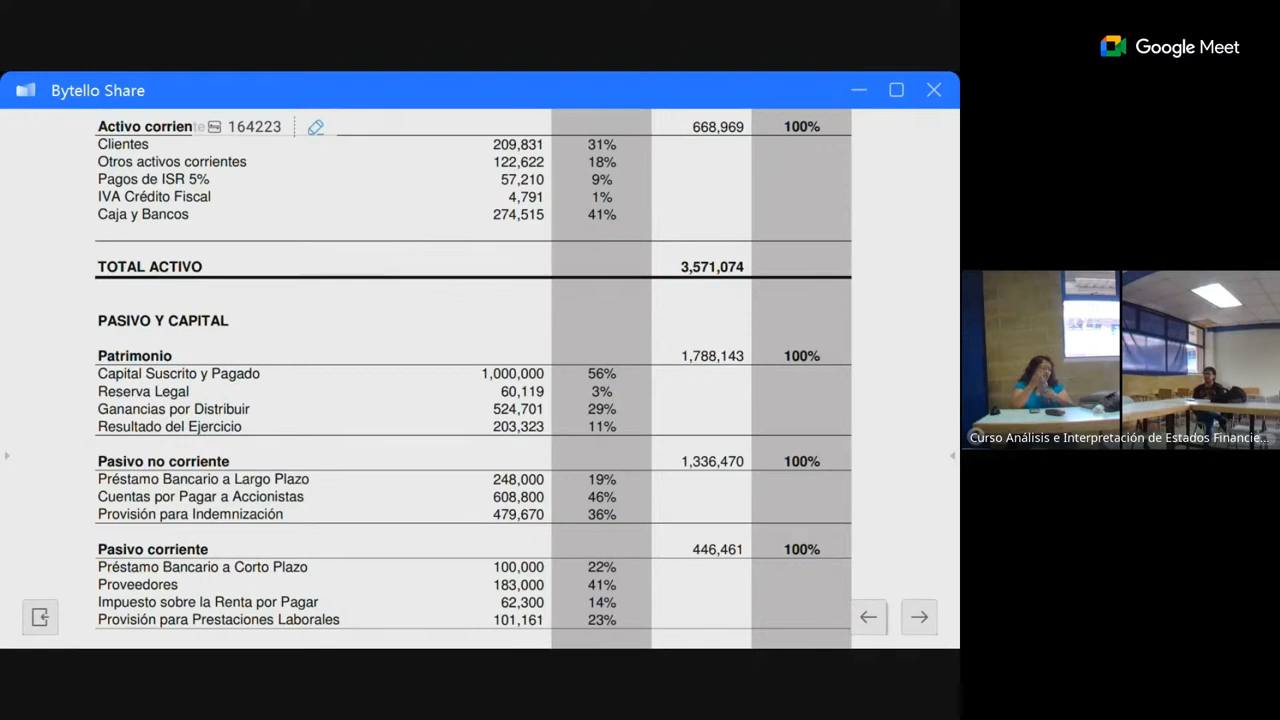 Google Meet
Bytello Share
Activo corriente 164223 668,969 100%
Clientes 209,831 31%
Otros activos corrientes 122,622 18%
Pagos de ISR 5% 57,210 9%
IVA Crédito Fiscal 4,791 1%
Caja y Bancos 274,515 41%
TOTAL ACTIVO 3,571,074
PASIVO Y CAPITAL
Patrimonio 1,788,143 100%
Capital Suscrito y Pagado 1,000,000 56%
Reserva Legal 60,119 3%
Ganancias por Distribuir 524,701 29%
Resultado del Ejercicio 203,323 11%
Pasivo no corriente 1,336,470 100%
Préstamo Bancario a Largo Plazo 248,000 19%
Cuentas por Pagar a Accionistas 608,800 46%
Provisión para Indemnización 479,670 36%
Pasivo corriente 446,461 100%
Préstamo Bancario a Corto Plazo 100,000 22%
Proveedores 183,000 41%
Impuesto sobre la Renta por Pagar 62,300 14%
Provisión para Prestaciones Laborales 101,161 23%
Curso Análisis e Interpretación de Estados Financie...